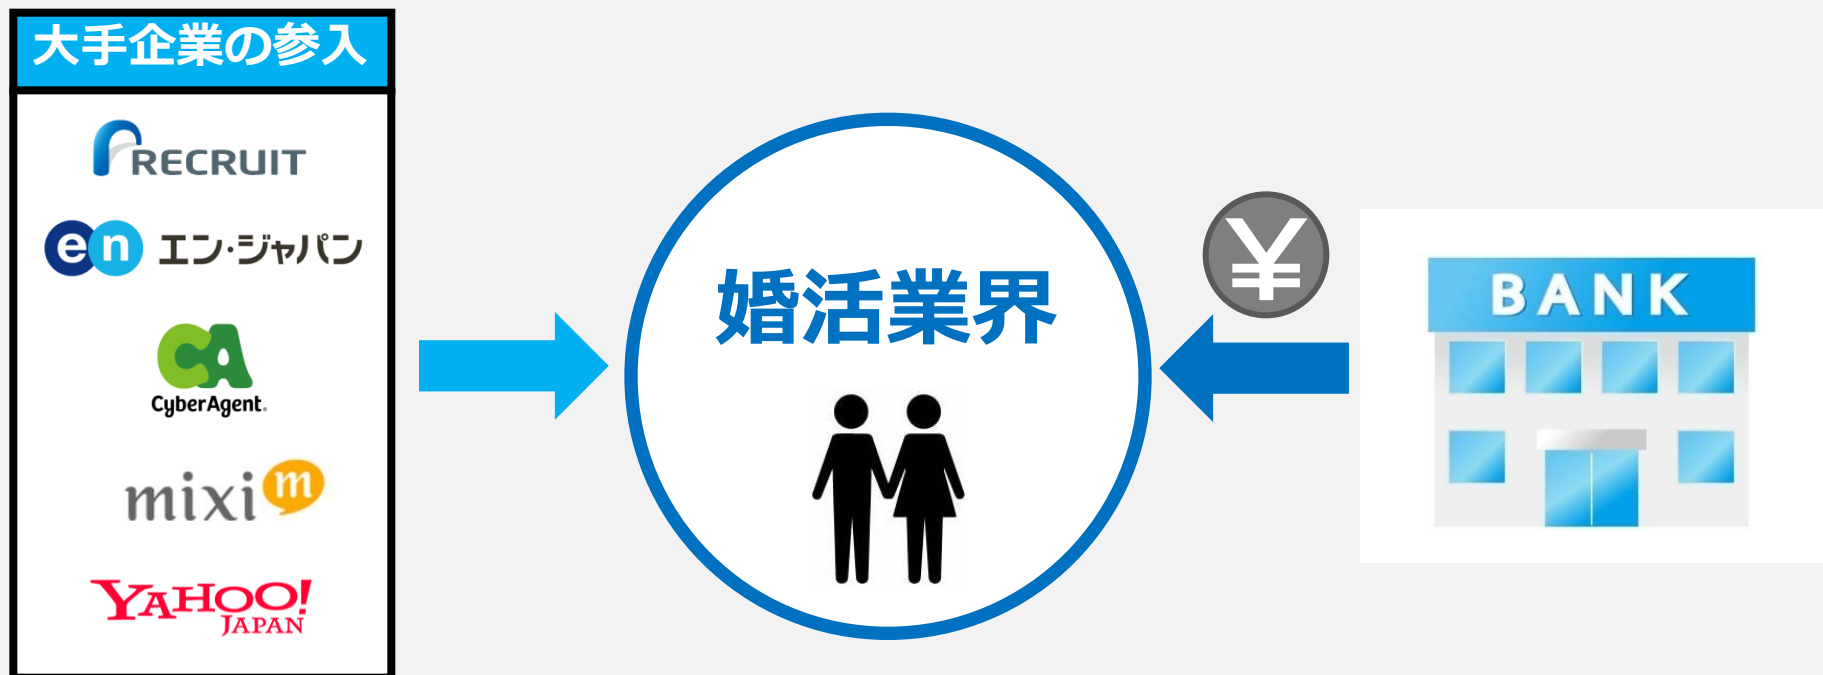 大手企業の参入
RECRUIT
en エン・ジャパン
CA
CyberAgent.
mixi m
YAHOO!
JAPAN
婚活業界
¥
BANK